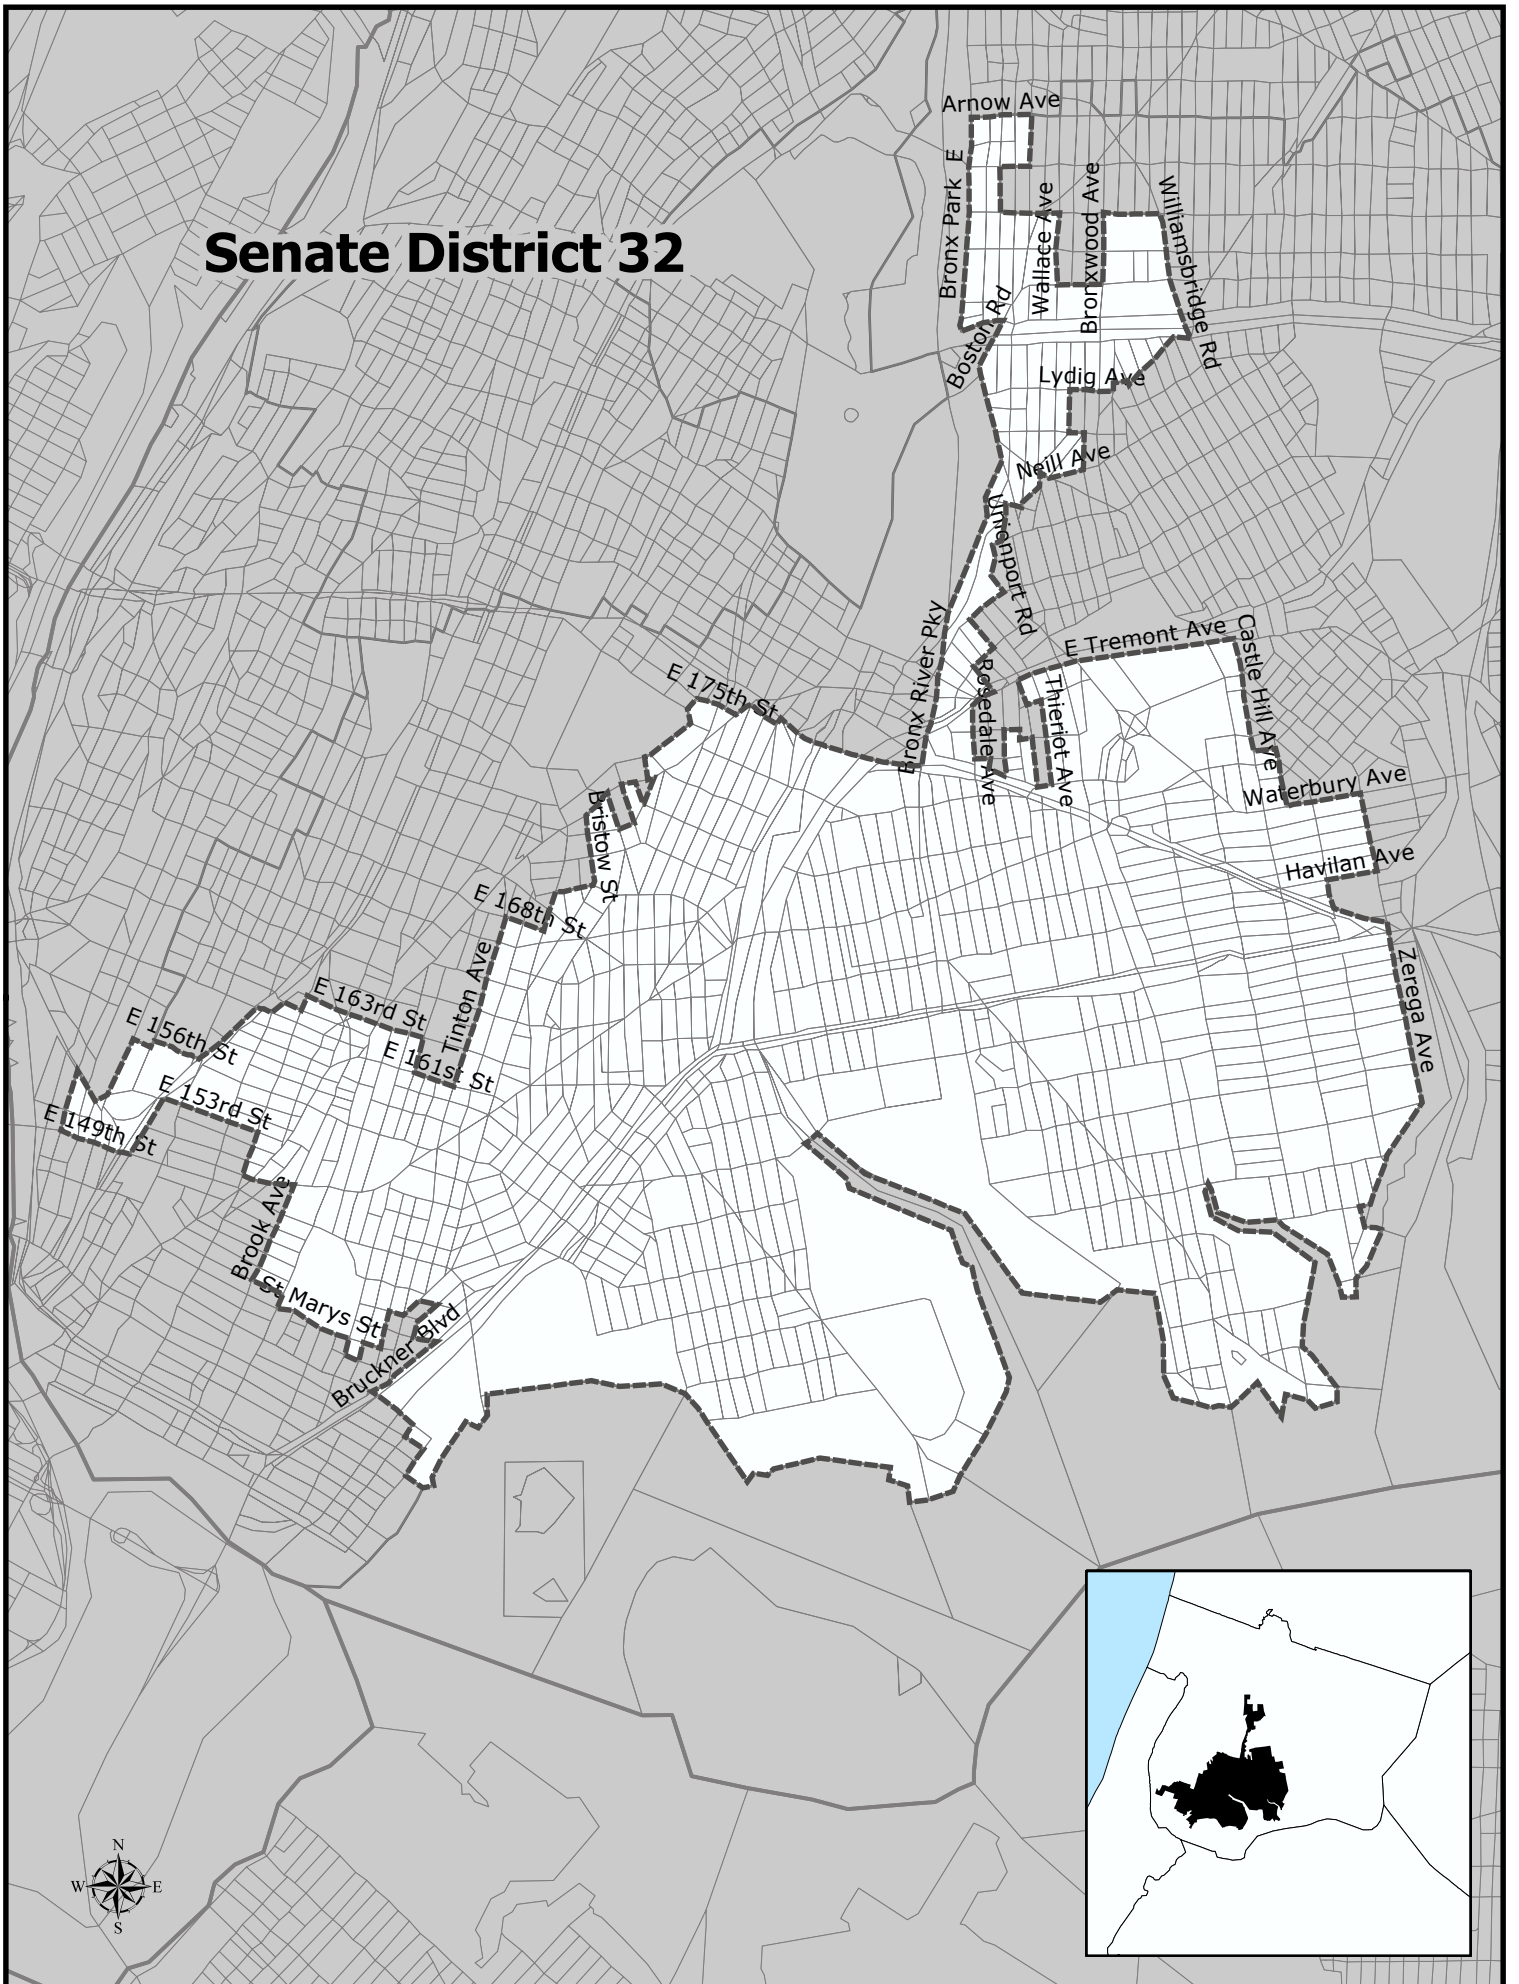 Arnow Ave
Bronx Park E
Wallace Ave
Bronxwood Ave
Williamsbridge Rd
Senate District 32
Boston Rd
Lydig Ave
Neill Ave
Unionport Rd
Bronx River Pky
E Tremont Ave
Castle Hill Ave
E 175th St
Rosedale Ave
Thieriot Ave
Waterbury Ave
Bristow St
Havilan Ave
E 168th St
Tinton Ave
Zerega Ave
E 163rd St
E 156th St
E 161st St
E 153rd St
E 149th St
Brook Ave
St Marys St
Bruckner Blvd
N
W
E
S